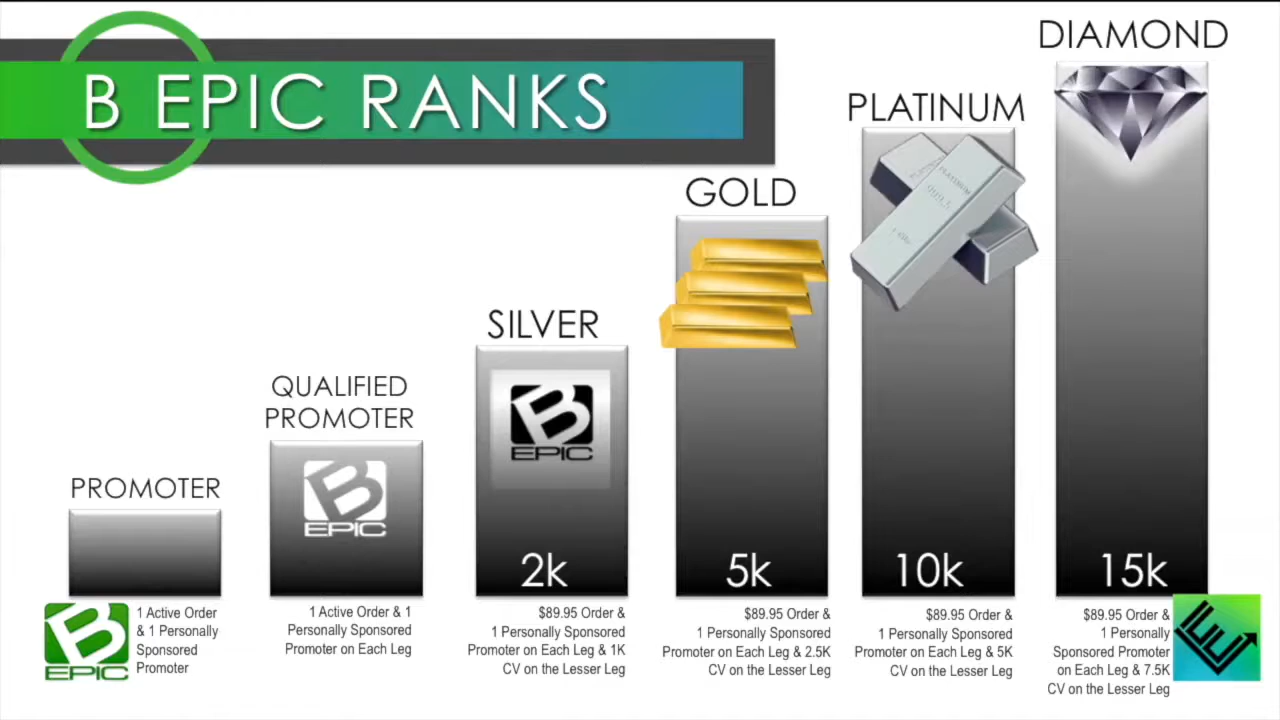 B EPIC RANKS
DIAMOND
PLATINUM
PLATINUM
999.5
GOLD
SILVER
B
EPIC
QUALIFIED
PROMOTER
B
EPIC
PROMOTER
2k
5k
10k
15k
B
EPIC
1 Active Order
& 1 Personally
Sponsored
Promoter
1 Active Order & 1
Personally Sponsored
Promoter on Each Leg
$89.95 Order &
1 Personally Sponsored
Promoter on Each Leg & 1K
CV on the Lesser Leg
$89.95 Order &
1 Personally Sponsored
Promoter on Each Leg & 2.5K
CV on the Lesser Leg
$89.95 Order &
1 Personally Sponsored
Promoter on Each Leg & 5K
CV on the Lesser Leg
$89.95 Order &
1 Personally
Sponsored Promoter
on Each Leg & 7.5K
CV on the Lesser Leg